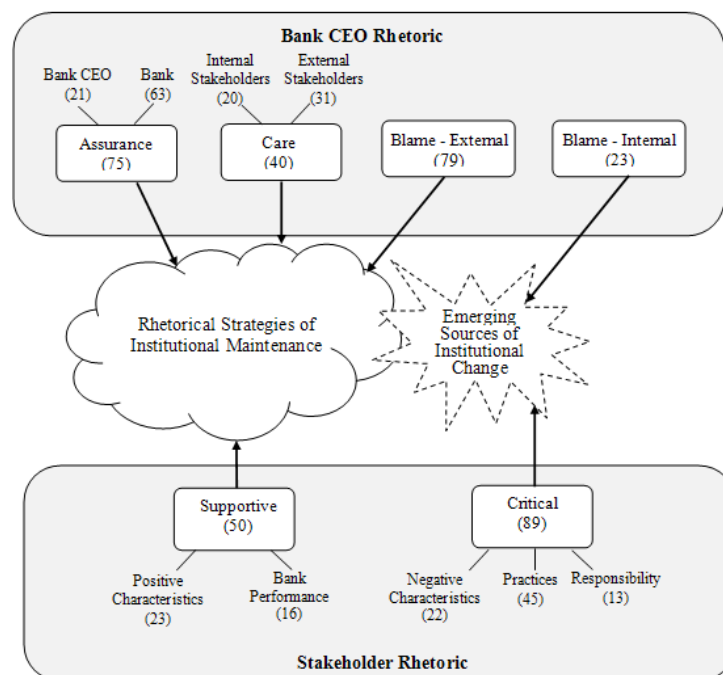 Bank CEO Rhetoric
Bank CEO
(21)
Bank
(63)
Internal
Stakeholders
(20)
External
Stakeholders
(31)
Assurance
(75)
Care
(40)
Blame - External
(79)
Blame - Internal
(23)
Rhetorical Strategies of
Institutional Maintenance
Emerging
Sources of
Institutional
Change
Supportive
(50)
Critical
(89)
Positive
Characteristics
(23)
Bank
Performance
(16)
Negative
Characteristics
(22)
Practices
(45)
Responsibility
(13)
Stakeholder Rhetoric